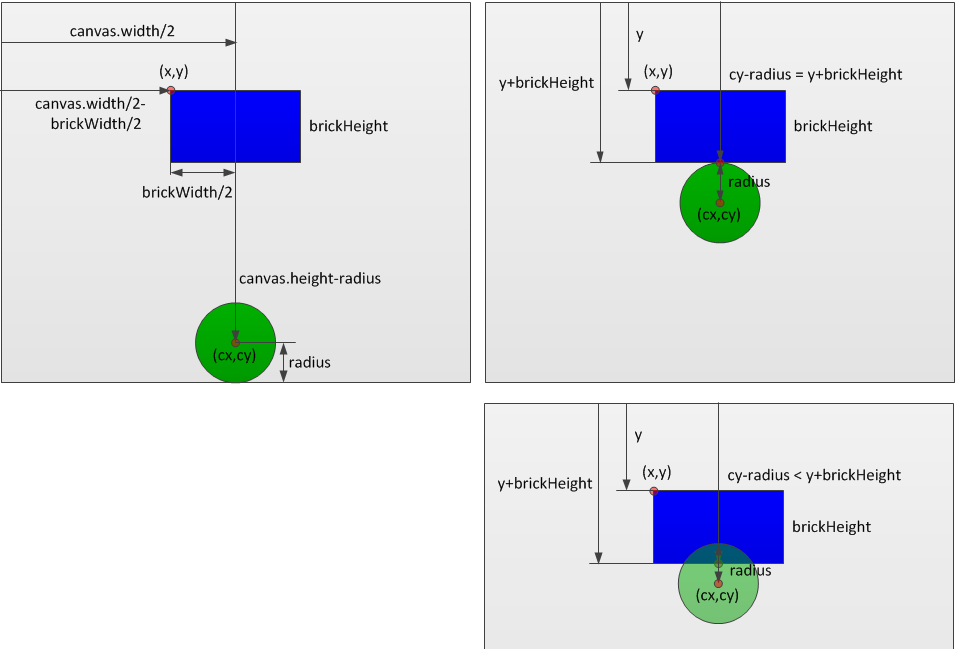 canvas.width/2
(x,y)
canvas.width/2-
brickWidth/2
brickHeight
brickWidth/2
canvas.height-radius
(cx,cy)
radius
y
(x,y)
cy-radius = y+brickHeight
y+brickHeight
brickHeight
radius
(cx,cy)
y
(x,y)
cy-radius < y+brickHeight
y+brickHeight
brickHeight
radius
(cx,cy)